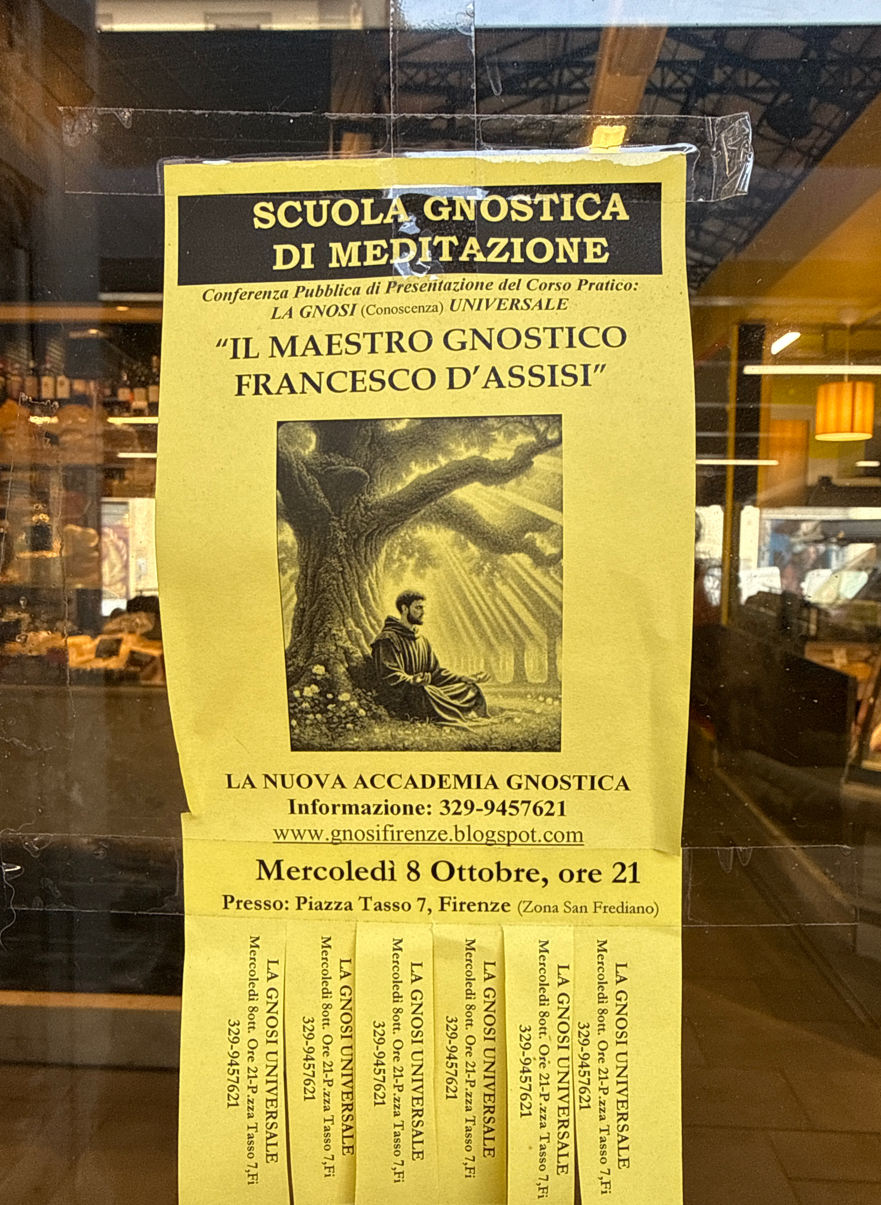 SCUOLA GNOSTICA
DI MEDITAZIONE
Conferenza Pubblica di Presentazione del Corso Pratico:
LA GNOSI (Conoscenza) UNIVERSALE
“IL MAESTRO GNOSTICO
FRANCESCO D’ASSISI”
LA NUOVA ACCADEMIA GNOSTICA
Informazione: 329-9457621
www.gnosifirenze.blogspot.com
Mercoledì 8 Ottobre, ore 21
Presso: Piazza Tasso 7, Firenze (Zona San Frediano)
LA GNOSI UNIVERSALE
Mercoledì 8ott. Ore 21-P.zza Tasso 7,Fi
329-9457621
LA GNOSI UNIVERSALE
Mercoledì 8ott. Ore 21-P.zza Tasso 7,Fi
329-9457621
LA GNOSI UNIVERSALE
Mercoledì 8ott. Ore 21-P.zza Tasso 7,Fi
329-9457621
LA GNOSI UNIVERSALE
Mercoledì 8ott. Ore 21-P.zza Tasso 7,Fi
329-9457621
LA GNOSI UNIVERSALE
Mercoledì 8ott. Ore 21-P.zza Tasso 7,Fi
329-9457621
LA GNOSI UNIVERSALE
Mercoledì 8ott. Ore 21-P.zza Tasso 7,Fi
329-9457621